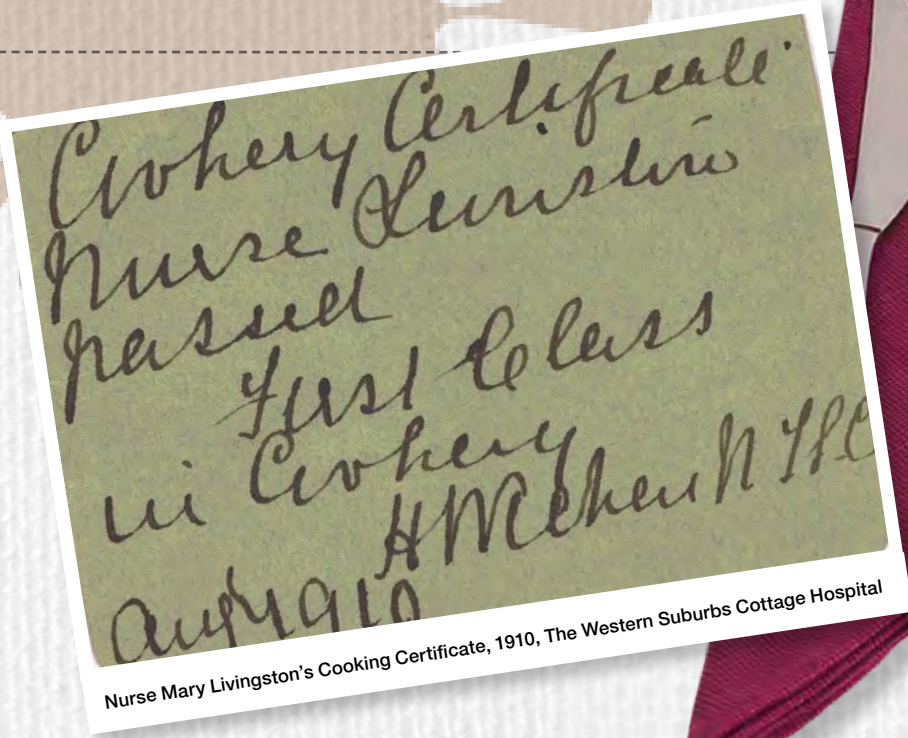 Cookery Certificate
Nurse Livingston
passed
First Class
in Cookery
Aug 1910
Nurse Mary Livingston's Cooking Certificate, 1910, The Western Suburbs Cottage Hospital